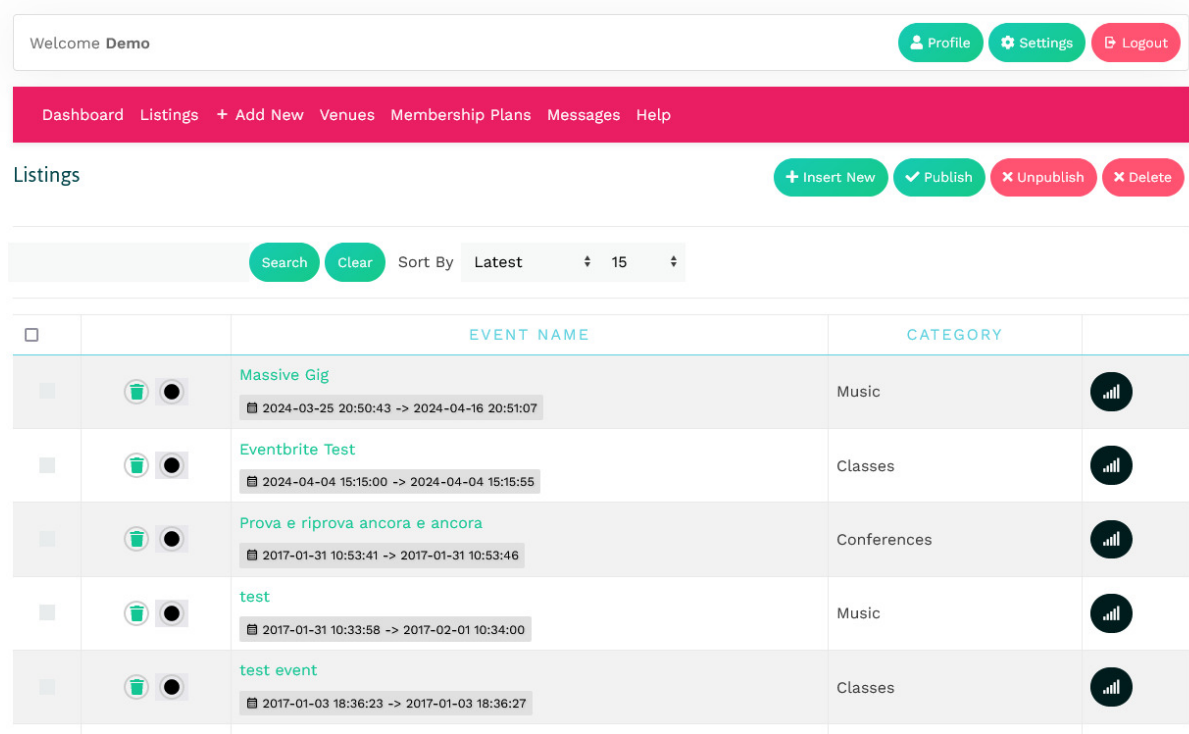 Welcome Demo Profile Settings Logout
Dashboard Listings + Add New Venues Membership Plans Messages Help
Listings Insert New Publish Unpublish Delete
Search Clear Sort By Latest 15
EVENT NAME CATEGORY
Massive Gig
2024-03-25 20:50:43 -> 2024-04-16 20:51:07
Music
Eventbrite Test
2024-04-04 15:15:00 -> 2024-04-04 15:15:55
Classes
Prova e riprova ancora e ancora
2017-01-31 10:53:41 -> 2017-01-31 10:53:46
Conferences
test
2017-01-31 10:33:58 -> 2017-02-01 10:34:00
Music
test event
2017-01-03 18:36:23 -> 2017-01-03 18:36:27
Classes